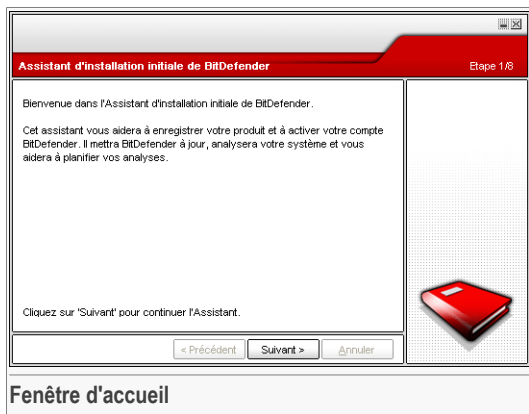 Assistant d'installation initiale de BitDefender
Etape 1/8
Bienvenue dans l'Assistant d'installation initiale de BitDefender.
Cet assistant vous aidera à enregistrer votre produit et à activer votre compte
BitDefender. Il mettra BitDefender à jour, analysera votre système et vous
aidera à planifier vos analyses.
Cliquez sur 'Suivant' pour continuer l'Assistant.
< Précédent
Suivant >
Annuler
Fenêtre d'accueil